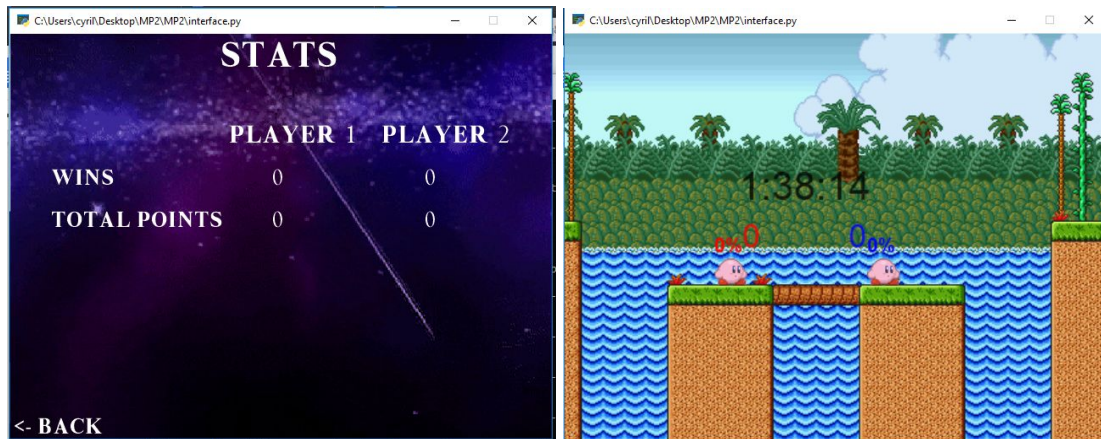 C:\Users\cyril\Desktop\MP2\MP2\interface.py
STATS
PLAYER 1 PLAYER 2
WINS 0 0
TOTAL POINTS 0 0
<- BACK
C:\Users\cyril\Desktop\MP2\MP2\interface.py
1:38:14
0% 0 0 0%